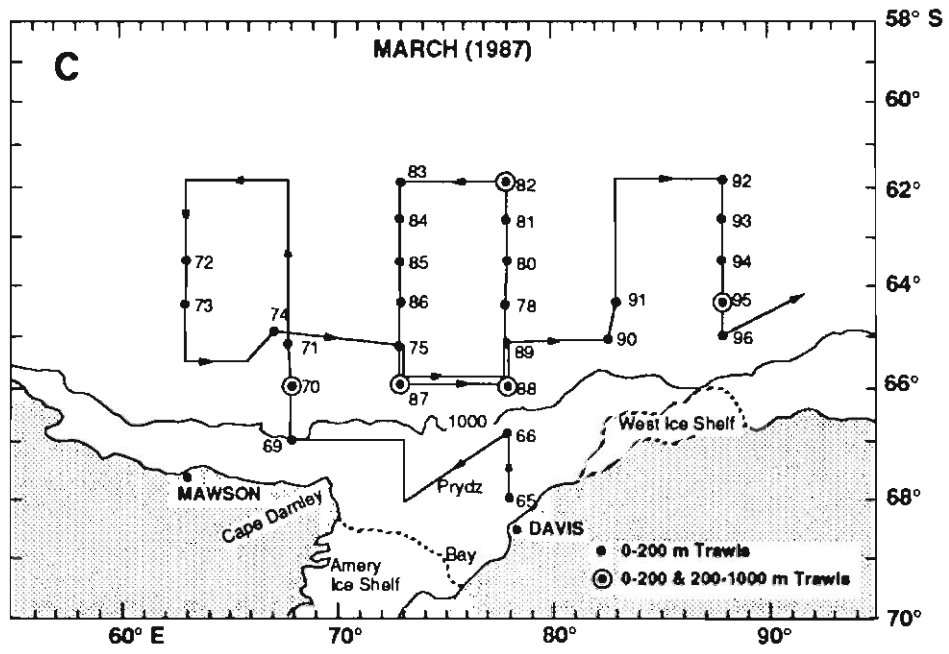 58° S
C
MARCH (1987)
60°
83
82
92
62°
84
81
93
72
85
80
94
64°
73
86
78
91
95
74
71
75
89
90
96
70
87
88
66°
1000
66
69
West Ice Shelf
MAWSON
Prydz
65
68°
Cape Darnley
DAVIS
Bay
0-200 m Trawls
Amery
Ice Shelf
0-200 & 200-1000 m Trawls
70°
60° E
70°
80°
90°